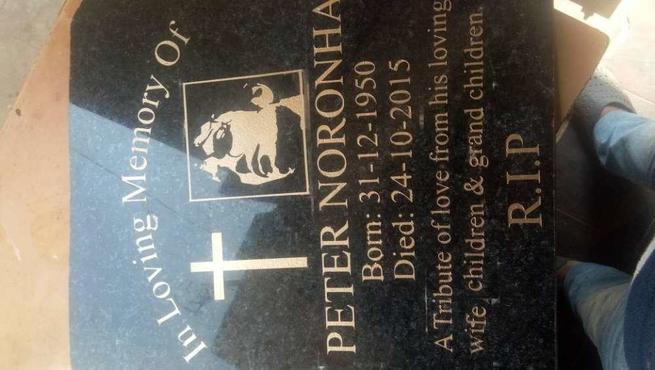 In Loving Memory Of
PETER NORONHA
Born: 31-12-1950
Died: 24-10-2015
A Tribute of love from his loving
wife, children & grand children.
R.I.P